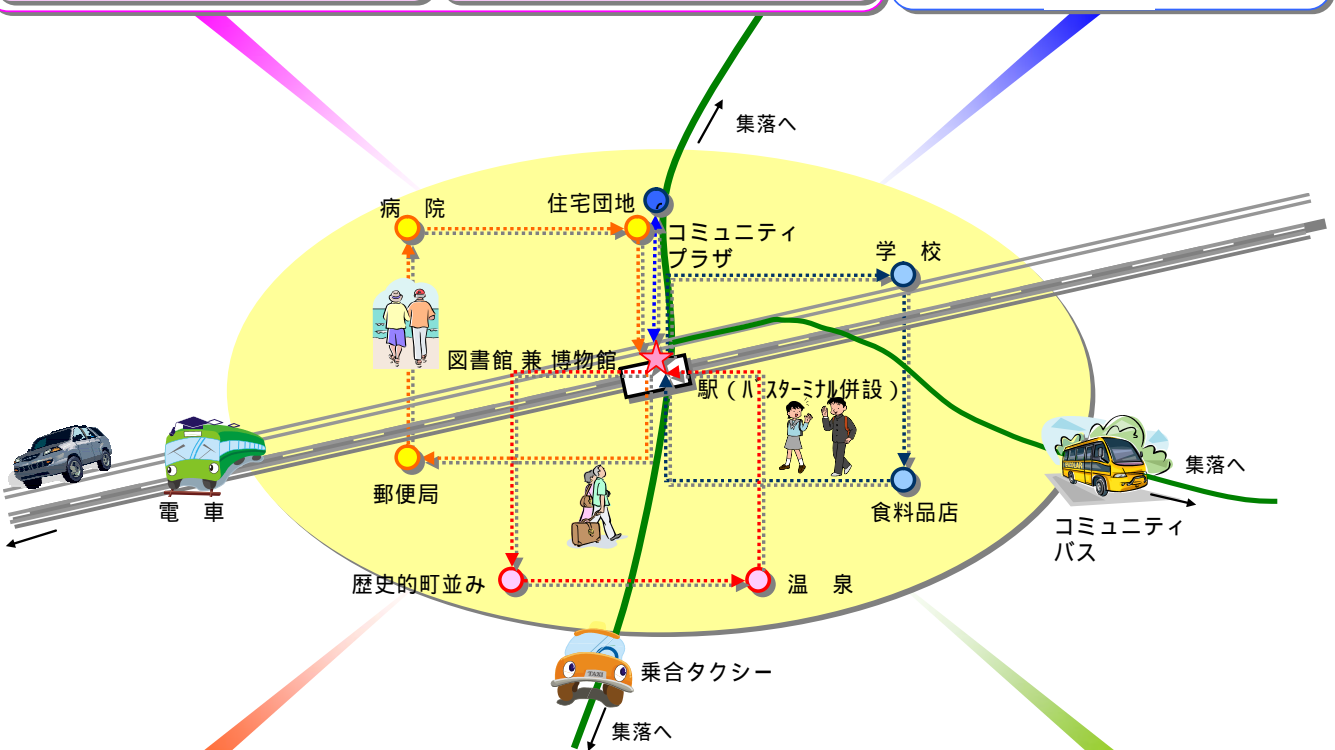 集落へ
病　院
住宅団地
コミュニティ
プラザ
学　校
図書館 兼 博物館
駅（ﾊﾞｽﾀｰﾐﾅﾙ併設）
集落へ
郵便局
電　車
食料品店
コミュニティ
バス
歴史的町並み
温　泉
TAXI
乗合タクシー
集落へ